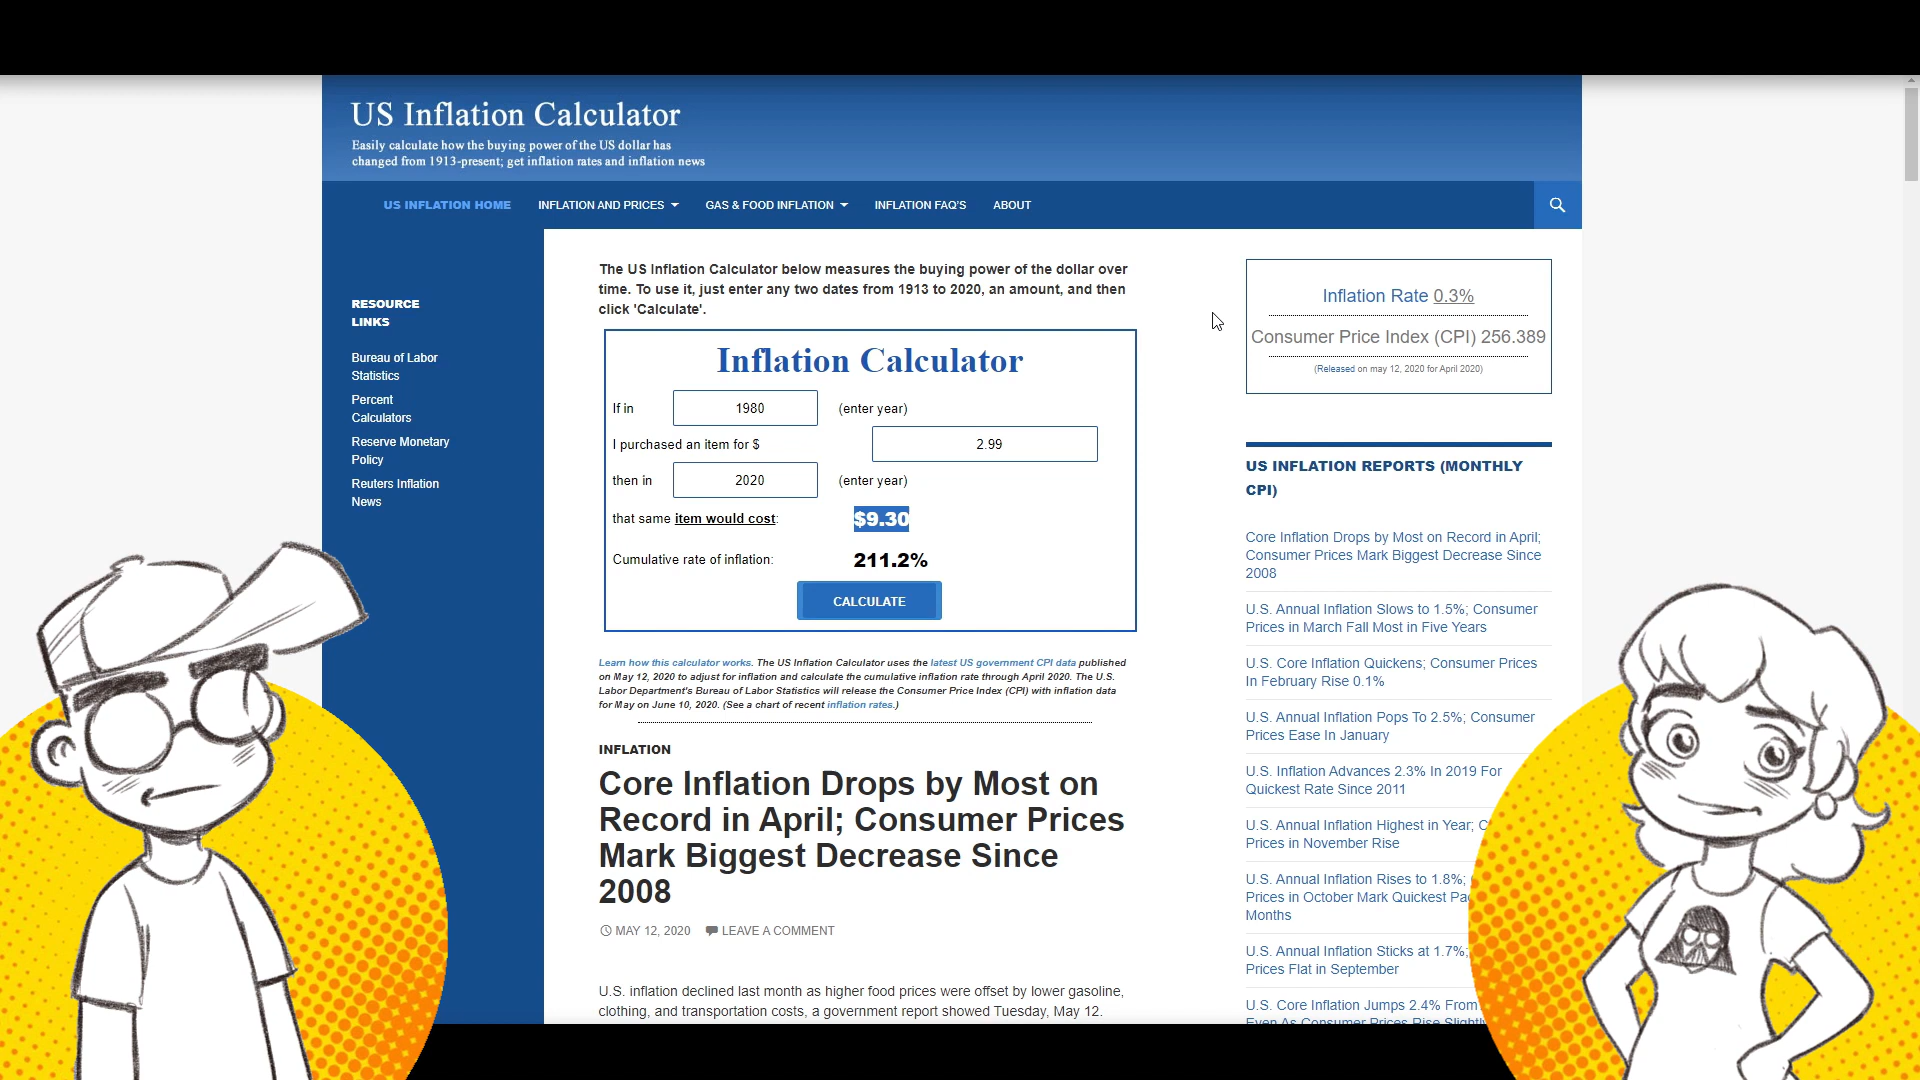 US Inflation Calculator
Easily calculate how the buying power of the US dollar has
changed from 1913-present; get inflation rates and inflation news
US INFLATION HOME
INFLATION AND PRICES
GAS & FOOD INFLATION
INFLATION FAQ'S
ABOUT
RESOURCE
LINKS
Bureau of Labor
Statistics
Percent
Calculators
Reserve Monetary
Policy
Reuters Inflation
News
The US Inflation Calculator below measures the buying power of the dollar over
time. To use it, just enter any two dates from 1913 to 2020, an amount, and then
click 'Calculate'.
Inflation Calculator
If in 1980 (enter year)
I purchased an item for $ 2.99
then in 2020 (enter year)
that same item would cost: $9.30
Cumulative rate of inflation: 211.2%
CALCULATE
Learn how this calculator works. The US Inflation Calculator uses the latest US government CPI data published
on May 12, 2020 to adjust for inflation and calculate the cumulative inflation rate through April 2020. The U.S.
Labor Department's Bureau of Labor Statistics will release the Consumer Price Index (CPI) with inflation data
for May on June 10, 2020. (See a chart of recent inflation rates.)
INFLATION
Core Inflation Drops by Most on
Record in April; Consumer Prices
Mark Biggest Decrease Since
2008
MAY 12, 2020 LEAVE A COMMENT
U.S. inflation declined last month as higher food prices were offset by lower gasoline,
clothing, and transportation costs, a government report showed Tuesday, May 12.
Inflation Rate 0.3%
Consumer Price Index (CPI) 256.389
(Released on may 12, 2020 for April 2020)
US INFLATION REPORTS (MONTHLY
CPI)
Core Inflation Drops by Most on Record in April;
Consumer Prices Mark Biggest Decrease Since
2008
U.S. Annual Inflation Slows to 1.5%; Consumer
Prices in March Fall Most in Five Years
U.S. Core Inflation Quickens; Consumer Prices
In February Rise 0.1%
U.S. Annual Inflation Pops To 2.5%; Consumer
Prices Ease In January
U.S. Inflation Advances 2.3% In 2019 For
Quickest Rate Since 2011
U.S. Annual Inflation Highest in Year;
Prices in November Rise
U.S. Annual Inflation Rises to 1.8%;
Prices in October Mark Quickest
Months
U.S. Annual Inflation Sticks at 1.7%;
Prices Flat in September
U.S. Core Inflation Jumps 2.4% From
Even As Consumer Prices Rise